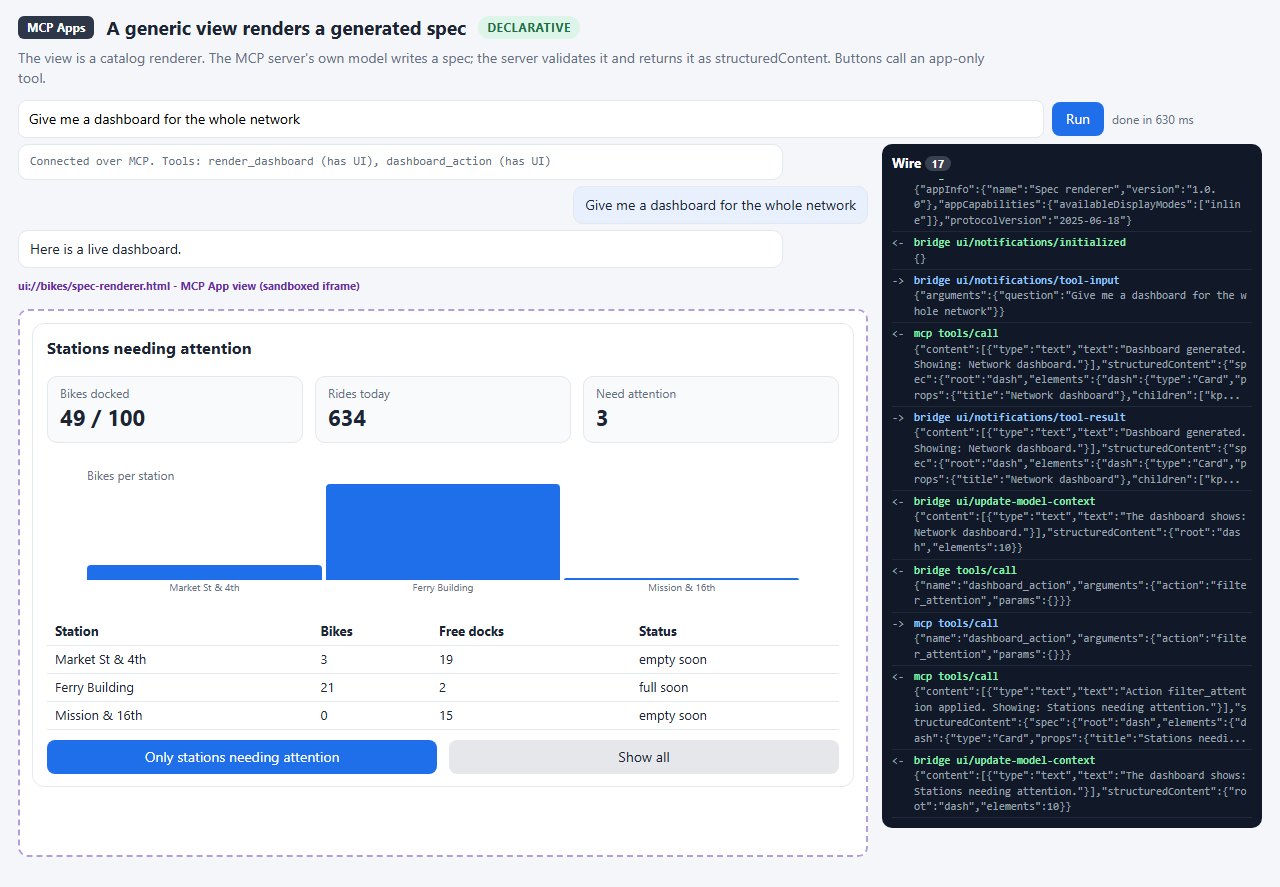 MCP Apps A generic view renders a generated spec DECLARATIVE
The view is a catalog renderer. The MCP server's own model writes a spec; the server validates it and returns it as structuredContent. Buttons call an app-only
tool.
Give me a dashboard for the whole network
Run done in 630 ms
Connected over MCP. Tools: render_dashboard (has UI), dashboard_action (has UI)
Give me a dashboard for the whole network
Here is a live dashboard.
ui://bikes/spec-renderer.html - MCP App view (sandboxed iframe)
Stations needing attention
Bikes docked
49 / 100
Rides today
634
Need attention
3
Bikes per station
Market St & 4th Ferry Building Mission & 16th
Station Bikes Free docks Status
Market St & 4th 3 19 empty soon
Ferry Building 21 2 full soon
Mission & 16th 0 15 empty soon
Only stations needing attention Show all
Wire 17
{"appInfo":{"name":"Spec renderer","version":"1.0.
0"},"appCapabilities":{"availableDisplayModes":["inlin
e"]},"protocolVersion":"2025-06-18"}
<- bridge ui/notifications/initialized
{}
-> bridge ui/notifications/tool-input
{"arguments":{"question":"Give me a dashboard for the w
hole network"}}
<- mcp tools/call
{"content":[{"type":"text","text":"Dashboard generated.
Showing: Network dashboard."}],"structuredContent":{"sp
ec":{"root":"dash","elements":{"dash":{"type":"Card","p
rops":{"title":"Network dashboard"},"children":["kp...
-> bridge ui/notifications/tool-result
{"content":[{"type":"text","text":"Dashboard generated.
Showing: Network dashboard."}],"structuredContent":{"sp
ec":{"root":"dash","elements":{"dash":{"type":"Card","p
rops":{"title":"Network dashboard"},"children":["kp...
<- bridge ui/update-model-context
{"content":[{"type":"text","text":"The dashboard shows:
Network dashboard."}],"structuredContent":{"root":"das
h","elements":10}}
<- bridge tools/call
{"name":"dashboard_action","arguments":{"action":"filte
r_attention","params":{}}}
-> mcp tools/call
{"name":"dashboard_action","arguments":{"action":"filte
r_attention","params":{}}}
<- mcp tools/call
{"content":[{"type":"text","text":"Action filter_attent
ion applied. Showing: Stations needing attention."}],"s
tructuredContent":{"spec":{"root":"dash","elements":{"d
ash":{"type":"Card","props":{"title":"Stations needi...
<- bridge ui/update-model-context
{"content":[{"type":"text","text":"The dashboard shows:
Stations needing attention."}],"structuredContent":{"ro
ot":"dash","elements":10}}